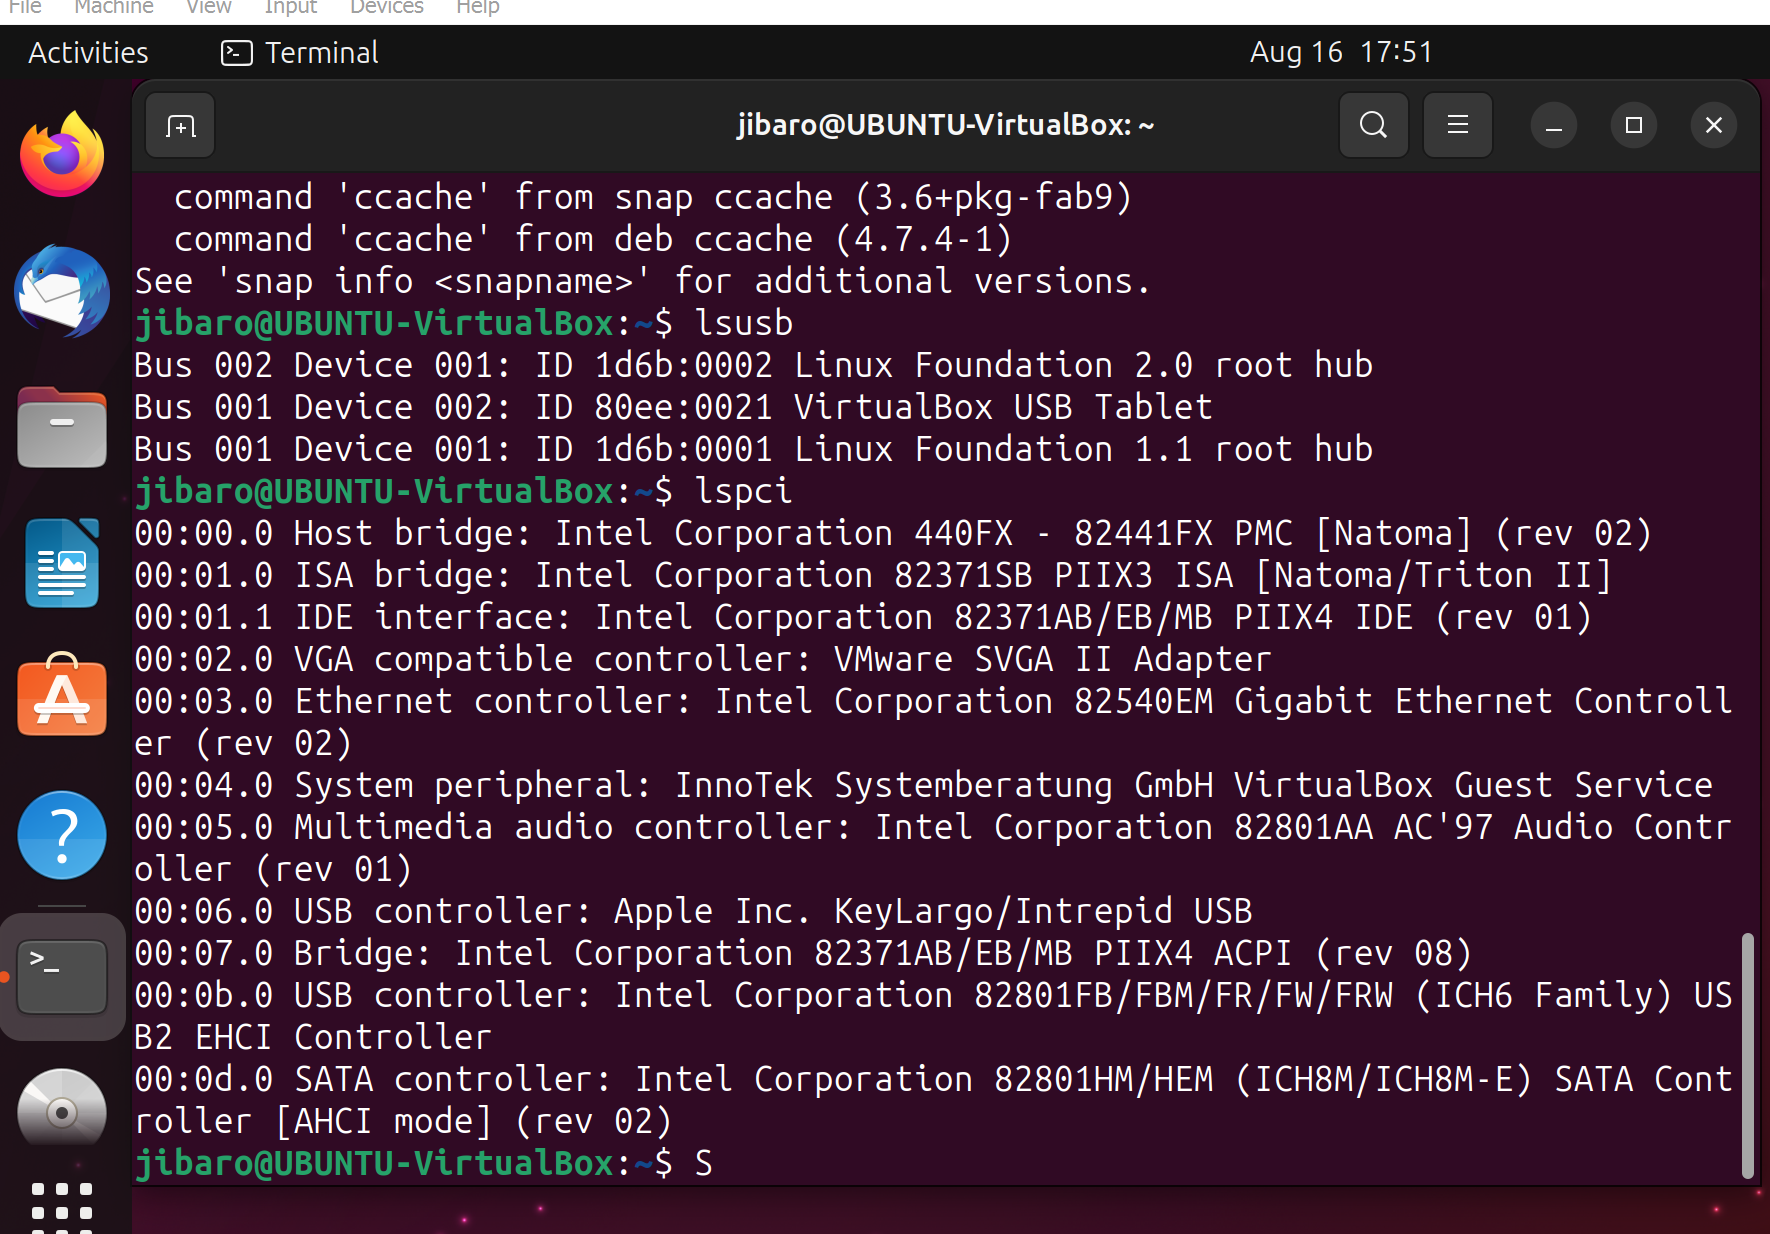 File Machine View Input Devices Help
Activities Terminal Aug 16 17:51
jibaro@UBUNTU-VirtualBox: ~
command 'ccache' from snap ccache (3.6+pkg-fab9)
command 'ccache' from deb ccache (4.7.4-1)
See 'snap info <snapname>' for additional versions.
jibaro@UBUNTU-VirtualBox:~$ lsusb
Bus 002 Device 001: ID 1d6b:0002 Linux Foundation 2.0 root hub
Bus 001 Device 002: ID 80ee:0021 VirtualBox USB Tablet
Bus 001 Device 001: ID 1d6b:0001 Linux Foundation 1.1 root hub
jibaro@UBUNTU-VirtualBox:~$ lspci
00:00.0 Host bridge: Intel Corporation 440FX - 82441FX PMC [Natoma] (rev 02)
00:01.0 ISA bridge: Intel Corporation 82371SB PIIX3 ISA [Natoma/Triton II]
00:01.1 IDE interface: Intel Corporation 82371AB/EB/MB PIIX4 IDE (rev 01)
00:02.0 VGA compatible controller: VMware SVGA II Adapter
00:03.0 Ethernet controller: Intel Corporation 82540EM Gigabit Ethernet Controll
er (rev 02)
00:04.0 System peripheral: InnoTek Systemberatung GmbH VirtualBox Guest Service
00:05.0 Multimedia audio controller: Intel Corporation 82801AA AC'97 Audio Contr
oller (rev 01)
00:06.0 USB controller: Apple Inc. KeyLargo/Intrepid USB
00:07.0 Bridge: Intel Corporation 82371AB/EB/MB PIIX4 ACPI (rev 08)
00:0b.0 USB controller: Intel Corporation 82801FB/FBM/FR/FW/FRW (ICH6 Family) US
B2 EHCI Controller
00:0d.0 SATA controller: Intel Corporation 82801HM/HEM (ICH8M/ICH8M-E) SATA Cont
roller [AHCI mode] (rev 02)
jibaro@UBUNTU-VirtualBox:~$ S